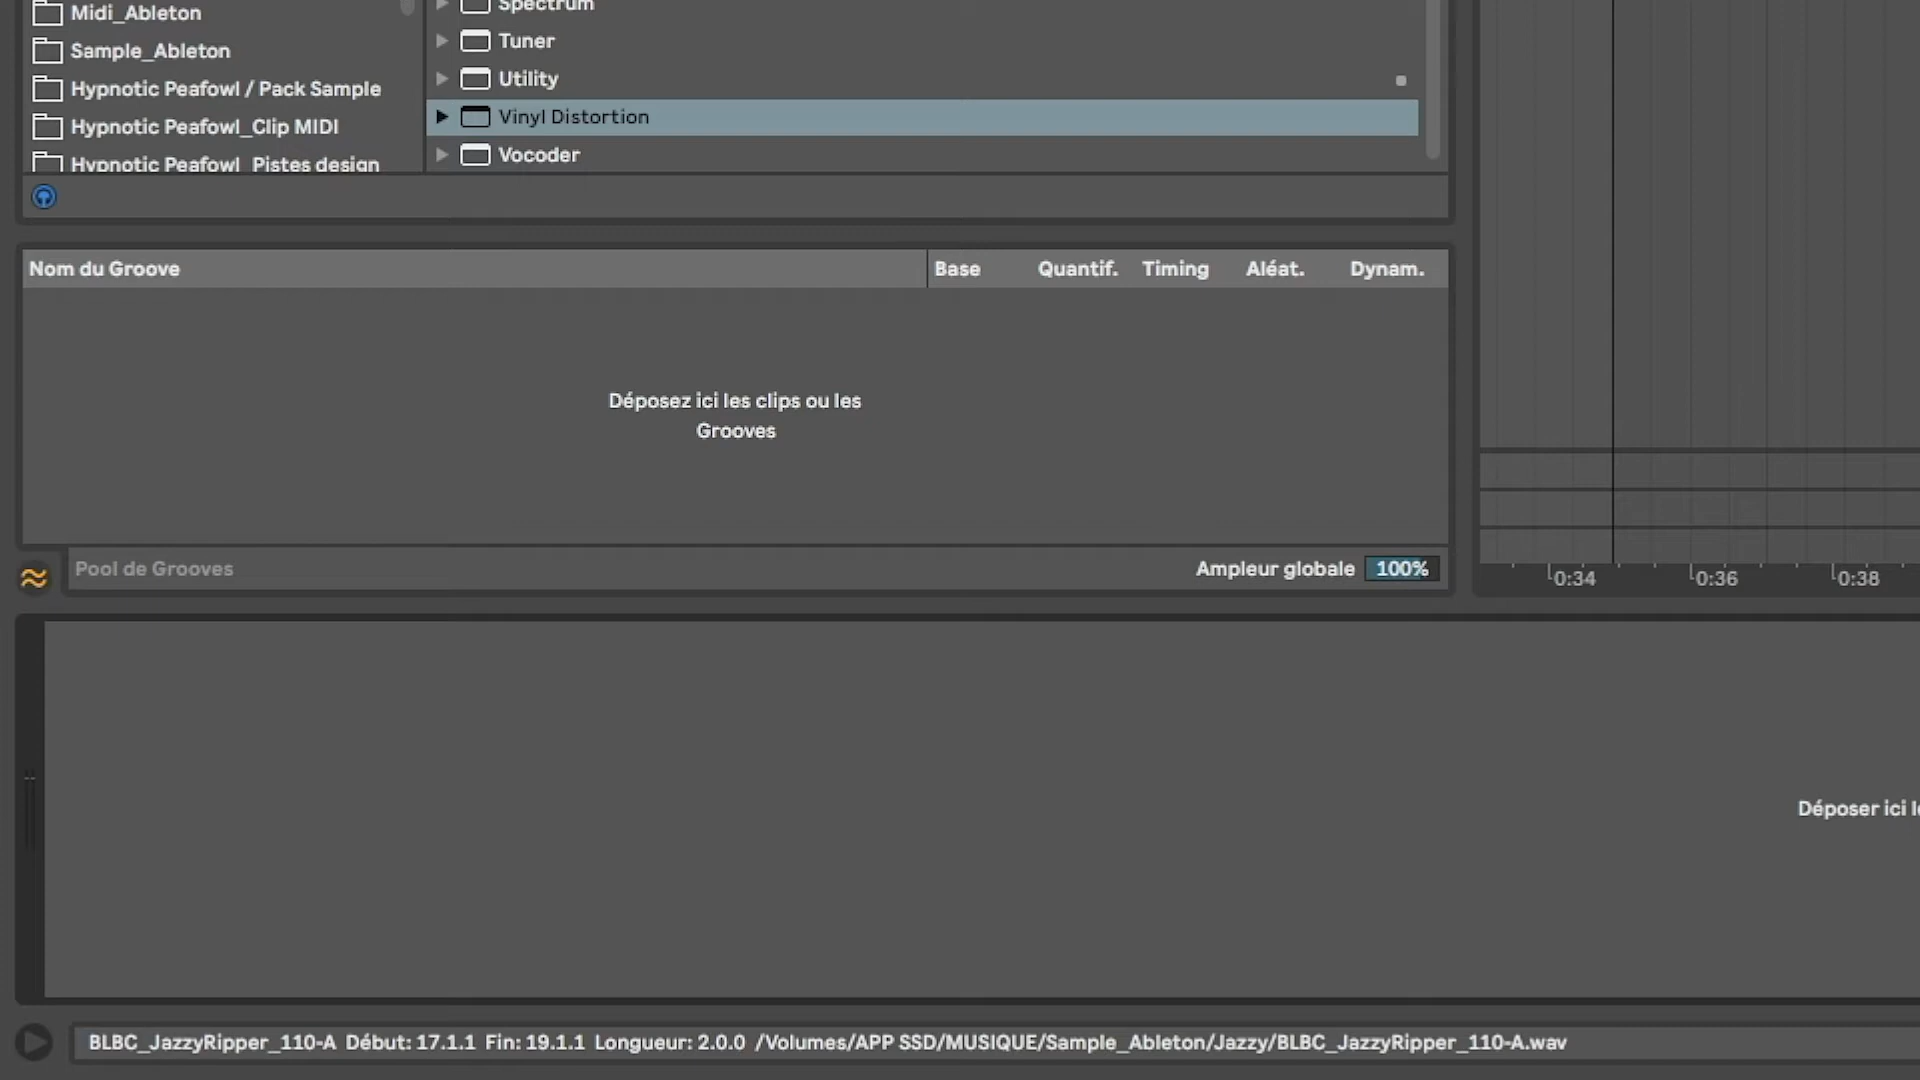 Midi_Ableton
Sample_Ableton
Hypnotic Peafowl / Pack Sample
Hypnotic Peafowl_Clip MIDI
Hypnotic Peafowl_Pistes design
Spectrum
Tuner
Utility
Vinyl Distortion
Vocoder
Nom du Groove Base Quantif. Timing Aléat. Dynam.
Déposez ici les clips ou les
Grooves
Pool de Grooves Ampleur globale 100%
0:34 0:36 0:38
Déposer ici
BLBC_JazzyRipper_110-A Début: 17.1.1 Fin: 19.1.1 Longueur: 2.0.0 /Volumes/APP SSD/MUSIQUE/Sample_Ableton/Jazzy/BLBC_JazzyRipper_110-A.wav